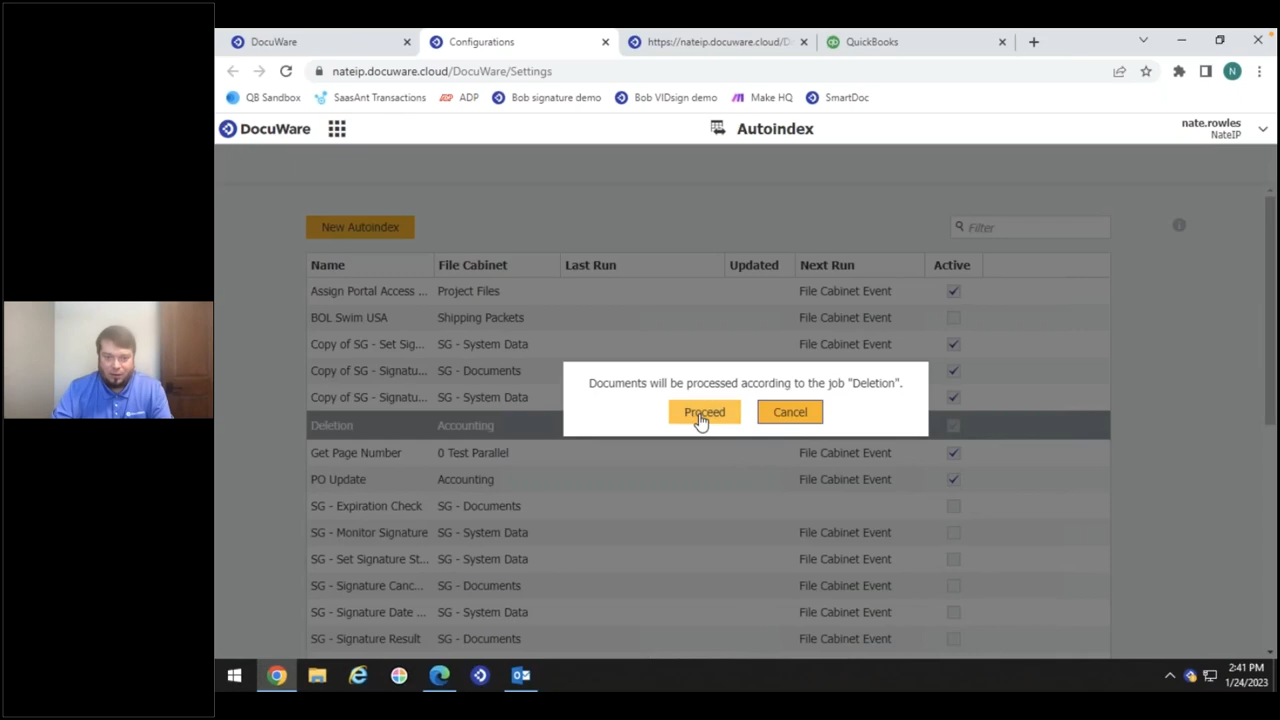 DocuWare
Configurations
https://nateip.docuware.cloud/D
QuickBooks
nateip.docuware.cloud/DocuWare/Settings
QB Sandbox
SaasAnt Transactions
ADP
Bob signature demo
Bob VIDsign demo
Make HQ
SmartDoc
DocuWare
Autoindex
nate.rowles
NateIP
New Autoindex
Filter
Name File Cabinet Last Run Updated Next Run Active
Assign Portal Access ... Project Files File Cabinet Event
BOL Swim USA Shipping Packets File Cabinet Event
Copy of SG - Set Sig... SG - System Data File Cabinet Event
Copy of SG - Signatu... SG - Documents
Copy of SG - Signatu... SG - System Data
Documents will be processed according to the job "Deletion".
Proceed Cancel
Deletion Accounting
Get Page Number 0 Test Parallel File Cabinet Event
PO Update Accounting File Cabinet Event
SG - Expiration Check SG - Documents
SG - Monitor Signature SG - System Data File Cabinet Event
SG - Set Signature St... SG - System Data File Cabinet Event
SG - Signature Canc... SG - Documents File Cabinet Event
SG - Signature Date ... SG - System Data File Cabinet Event
SG - Signature Result SG - Documents File Cabinet Event
2:41 PM
1/24/2023